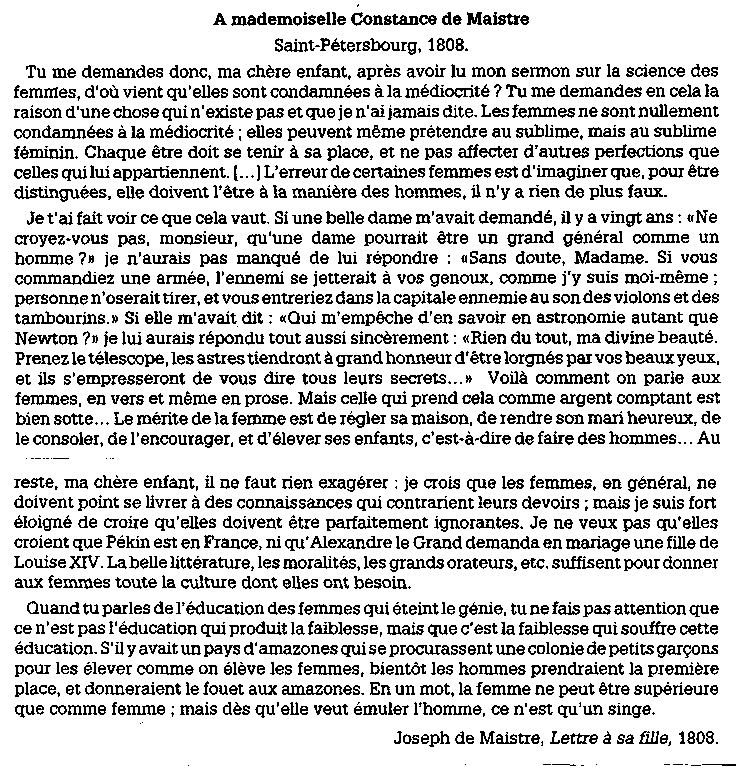 A mademoiselle Constance de Maistre
Saint-Pétersbourg, 1808.
Tu me demandes donc, ma chère enfant, après avoir lu mon sermon sur la science des
femmes, d'où vient qu'elles sont condamnées à la médiocrité ? Tu me demandes en cela la
raison d'une chose qui n'existe pas et que je n'ai jamais dite. Les femmes ne sont nullement
condamnées à la médiocrité ; elles peuvent même prétendre au sublime, mais au sublime
féminin. Chaque être doit se tenir à sa place, et ne pas affecter d'autres perfections que
celles qui lui appartiennent. [...] L'erreur de certaines femmes est d'imaginer que, pour être
distinguées, elle doivent l'être à la manière des hommes, il n'y a rien de plus faux.
Je t'ai fait voir ce que cela vaut. Si une belle dame m'avait demandé, il y a vingt ans : «Ne
croyez-vous pas, monsieur, qu'une dame pourrait être un grand général comme un
homme ?» je n'aurais pas manqué de lui répondre : «Sans doute, Madame. Si vous
commandiez une armée, l'ennemi se jetterait à vos genoux, comme j'y suis moi-même ;
personne n'oserait tirer, et vous entreriez dans la capitale ennemie au son des violons et des
tambourins.» Si elle m'avait dit : «Qui m'empêche d'en savoir en astronomie autant que
Newton ?» je lui aurais répondu tout aussi sincèrement : «Rien du tout, ma divine beauté.
Prenez le télescope, les astres tiendront à grand honneur d'être lorgnés par vos beaux yeux,
et ils s'empresseront de vous dire tous leurs secrets...» Voilà comment on parle aux
femmes, en vers et même en prose. Mais celle qui prend cela comme argent comptant est
bien sotte... Le mérite de la femme est de régler sa maison, de rendre son mari heureux, de
le consoler, de l'encourager, et d'élever ses enfants, c'est-à-dire de faire des hommes... Au
reste, ma chère enfant, il ne faut rien exagérer : je crois que les femmes, en général, ne
doivent point se livrer à des connaissances qui contrarient leurs devoirs ; mais je suis fort
éloigné de croire qu'elles doivent être parfaitement ignorantes. Je ne veux pas qu'elles
croient que Pékin est en France, ni qu'Alexandre le Grand demanda en mariage une fille de
Louise XIV. La belle littérature, les moralités, les grands orateurs, etc. suffisent pour donner
aux femmes toute la culture dont elles ont besoin.
Quand tu parles de l'éducation des femmes qui éteint le génie, tu ne fais pas attention que
ce n'est pas l'éducation qui produit la faiblesse, mais que c'est la faiblesse qui souffre cette
éducation. S'il y avait un pays d'amazones qui se procurassent une colonie de petits garçons
pour les élever comme on élève les femmes, bientôt les hommes prendraient la première
place, et donneraient le fouet aux amazones. En un mot, la femme ne peut être supérieure
que comme femme ; mais dès qu'elle veut émuler l'homme, ce n'est qu'un singe.
Joseph de Maistre, Lettre à sa fille, 1808.